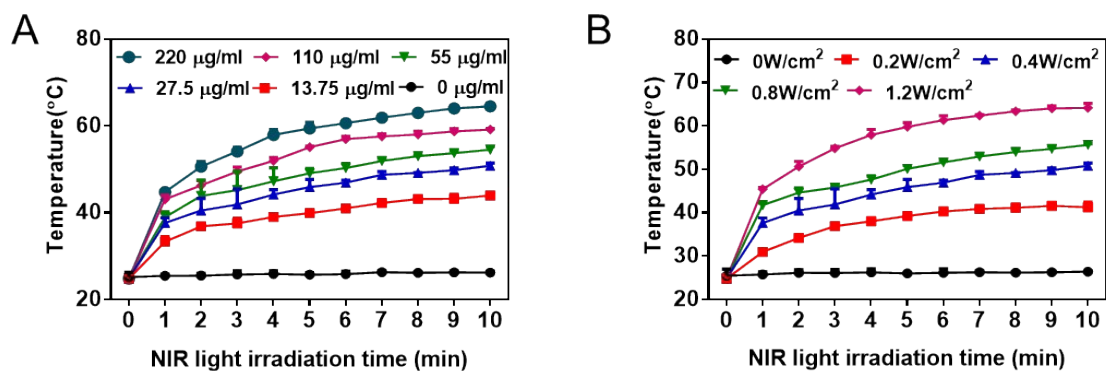 A
Temperature(°C)
80
60
40
20
220 μg/ml 110 μg/ml 55 μg/ml
27.5 μg/ml 13.75 μg/ml 0 μg/ml
0 1 2 3 4 5 6 7 8 9 10
NIR light irradiation time (min)
B
Temperature(°C)
80
70
60
50
40
30
20
0W/cm² 0.2W/cm² 0.4W/cm²
0.8W/cm² 1.2W/cm²
0 1 2 3 4 5 6 7 8 9 10
NIR light irradiation time (min)